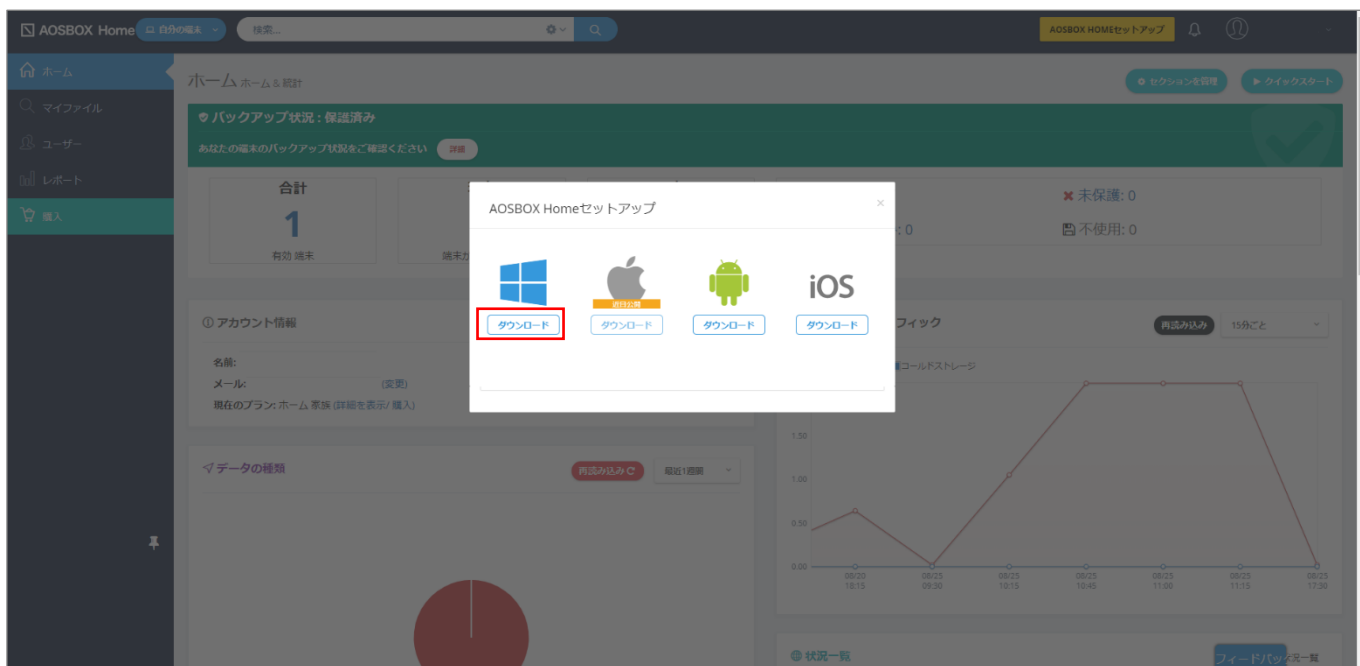 AOSBOX Home
自分の端末
検索...
AOSBOX HOMEセットアップ
ホーム
マイファイル
ユーザー
レポート
購入
ホーム ホーム & 統計
セクションを管理
クイックスタート
バックアップ状況 : 保護済み
あなたの端末のバックアップ状況をご確認ください
詳細
合計
1
有効 端末
端末
: 0
未保護: 0
不使用: 0
AOSBOX Homeセットアップ
×
近日公開
iOS
ダウンロード
ダウンロード
ダウンロード
ダウンロード
アカウント情報
名前:
メール:
(変更)
現在のプラン: ホーム 家族 (詳細を表示/ 購入)
フィック
再読み込み
15分ごと
コールドストレージ
1.50
1.00
0.50
0.00
08/20 10:15
08/25 09:30
08/25 10:15
08/25 10:45
08/25 11:00
08/25 11:15
08/25 17:30
データの種類
再読み込み
最近1週間
状況一覧
フィードバック
況一覧